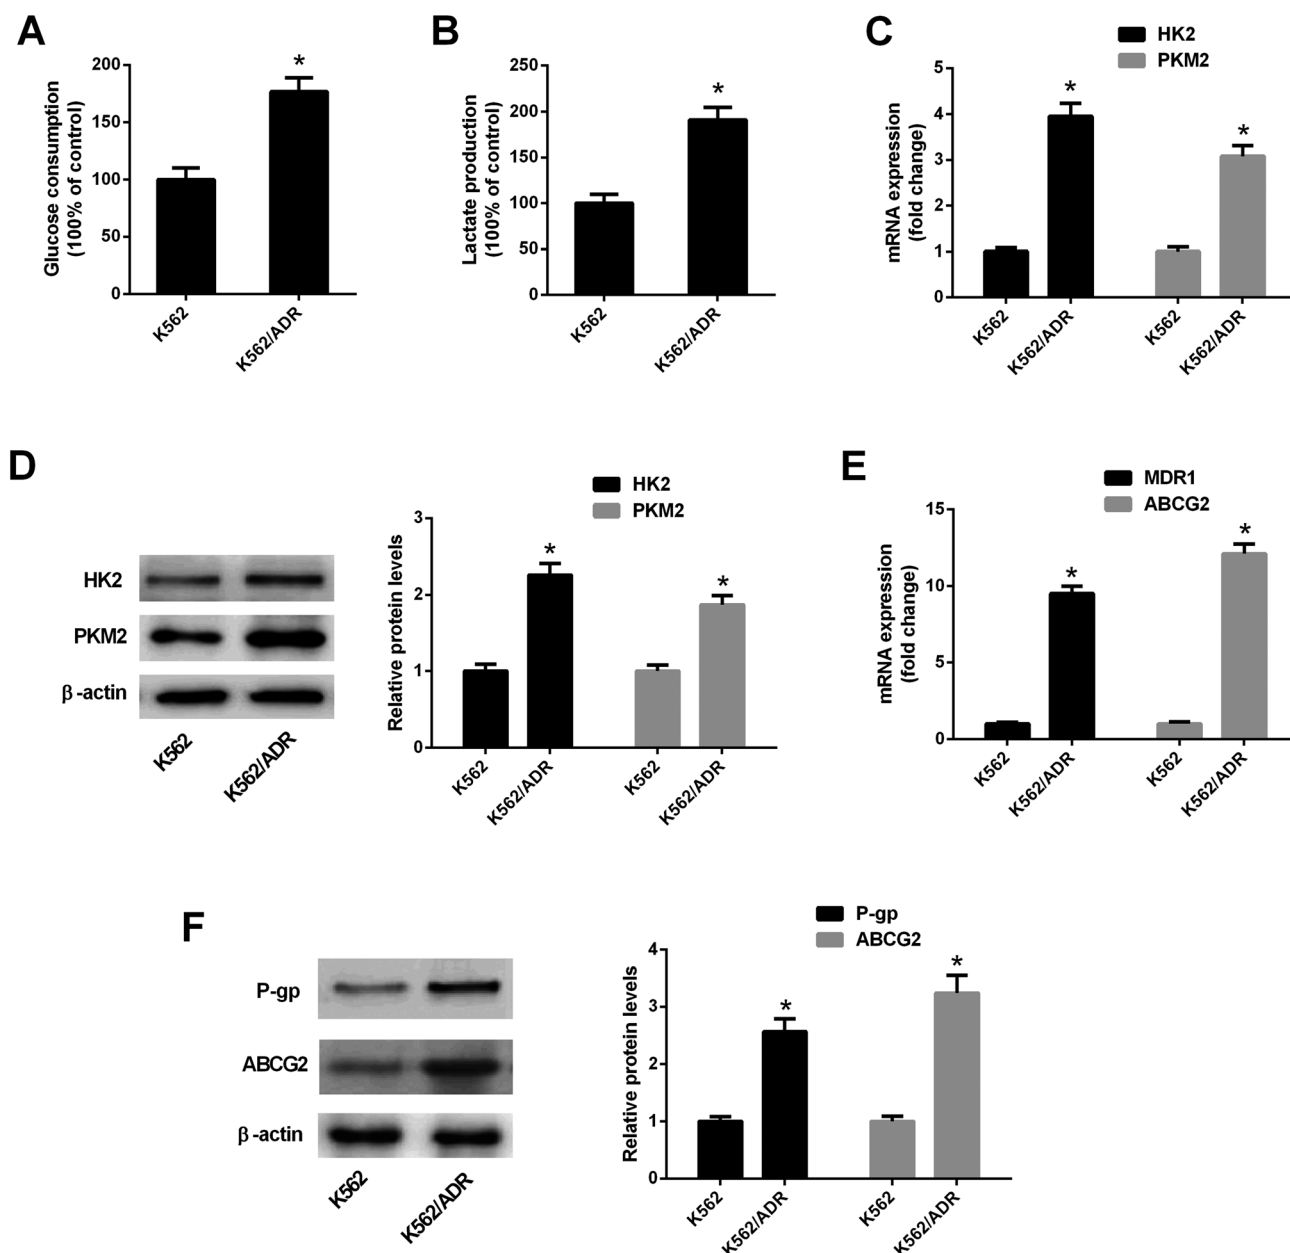 A
Glucose consumption
(100% of control)
200
150
100
50
0
*
K562
K562/ADR
B
Lactate production
(100% of control)
250
200
150
100
50
0
*
K562
K562/ADR
C
HK2
PKM2
mRNA expression
(fold change)
5
4
3
2
1
0
*
*
K562
K562/ADR
K562
K562/ADR
D
HK2
PKM2
β-actin
K562
K562/ADR
HK2
PKM2
Relative protein levels
3
2
1
0
*
*
K562
K562/ADR
K562
K562/ADR
E
MDR1
ABCG2
mRNA expression
(fold change)
15
10
5
0
*
*
K562
K562/ADR
K562
K562/ADR
F
P-gp
ABCG2
β-actin
K562
K562/ADR
P-gp
ABCG2
Relative protein levels
4
3
2
1
0
*
*
K562
K562/ADR
K562
K562/ADR